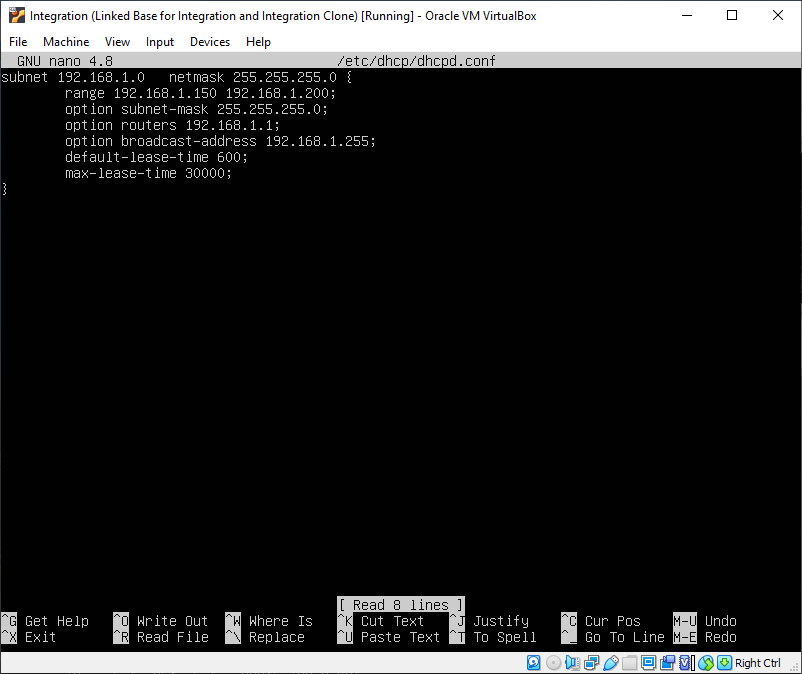 Integration (Linked Base for Integration and Integration Clone) [Running] - Oracle VM VirtualBox
File Machine View Input Devices Help
GNU nano 4.8 /etc/dhcp/dhcpd.conf
subnet 192.168.1.0 netmask 255.255.255.0 {
range 192.168.1.150 192.168.1.200;
option subnet-mask 255.255.255.0;
option routers 192.168.1.1;
option broadcast-address 192.168.1.255;
default-lease-time 600;
max-lease-time 30000;
}
[ Read 8 lines ]
^G Get Help ^O Write Out ^W Where Is ^K Cut Text ^J Justify ^C Cur Pos M-U Undo
^X Exit ^R Read File ^\ Replace ^U Paste Text ^T To Spell ^_ Go To Line M-E Redo
Right Ctrl